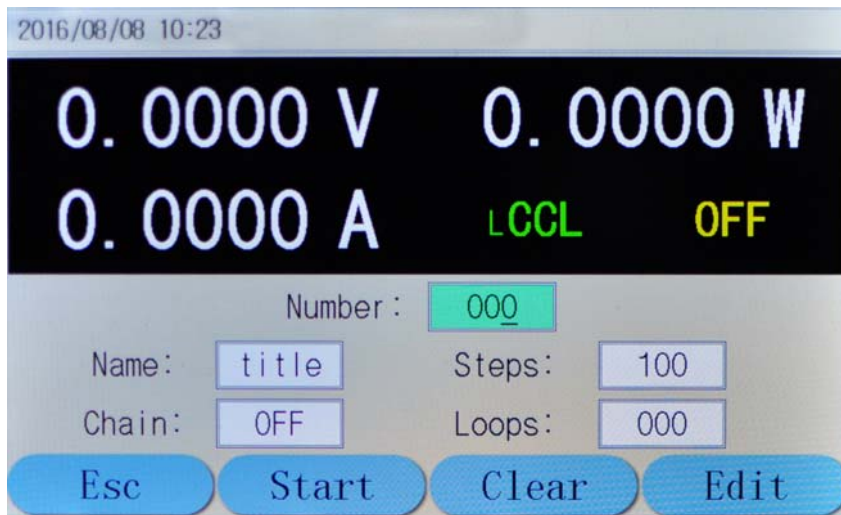 2016/08/08 10:23
0.0000 V 0.0000 W
0.0000 A LCCL OFF
Number: 000
Name: title Steps: 100
Chain: OFF Loops: 000
Esc Start Clear Edit